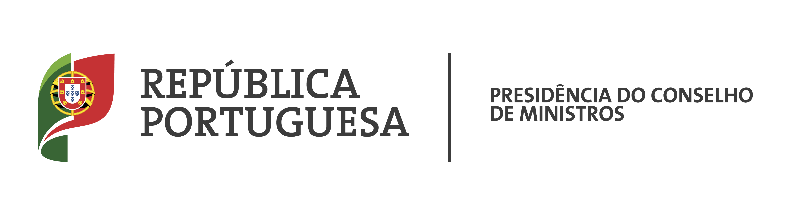 REPÚBLICA
PORTUGUESA
PRESIDÊNCIA DO CONSELHO
DE MINISTROS